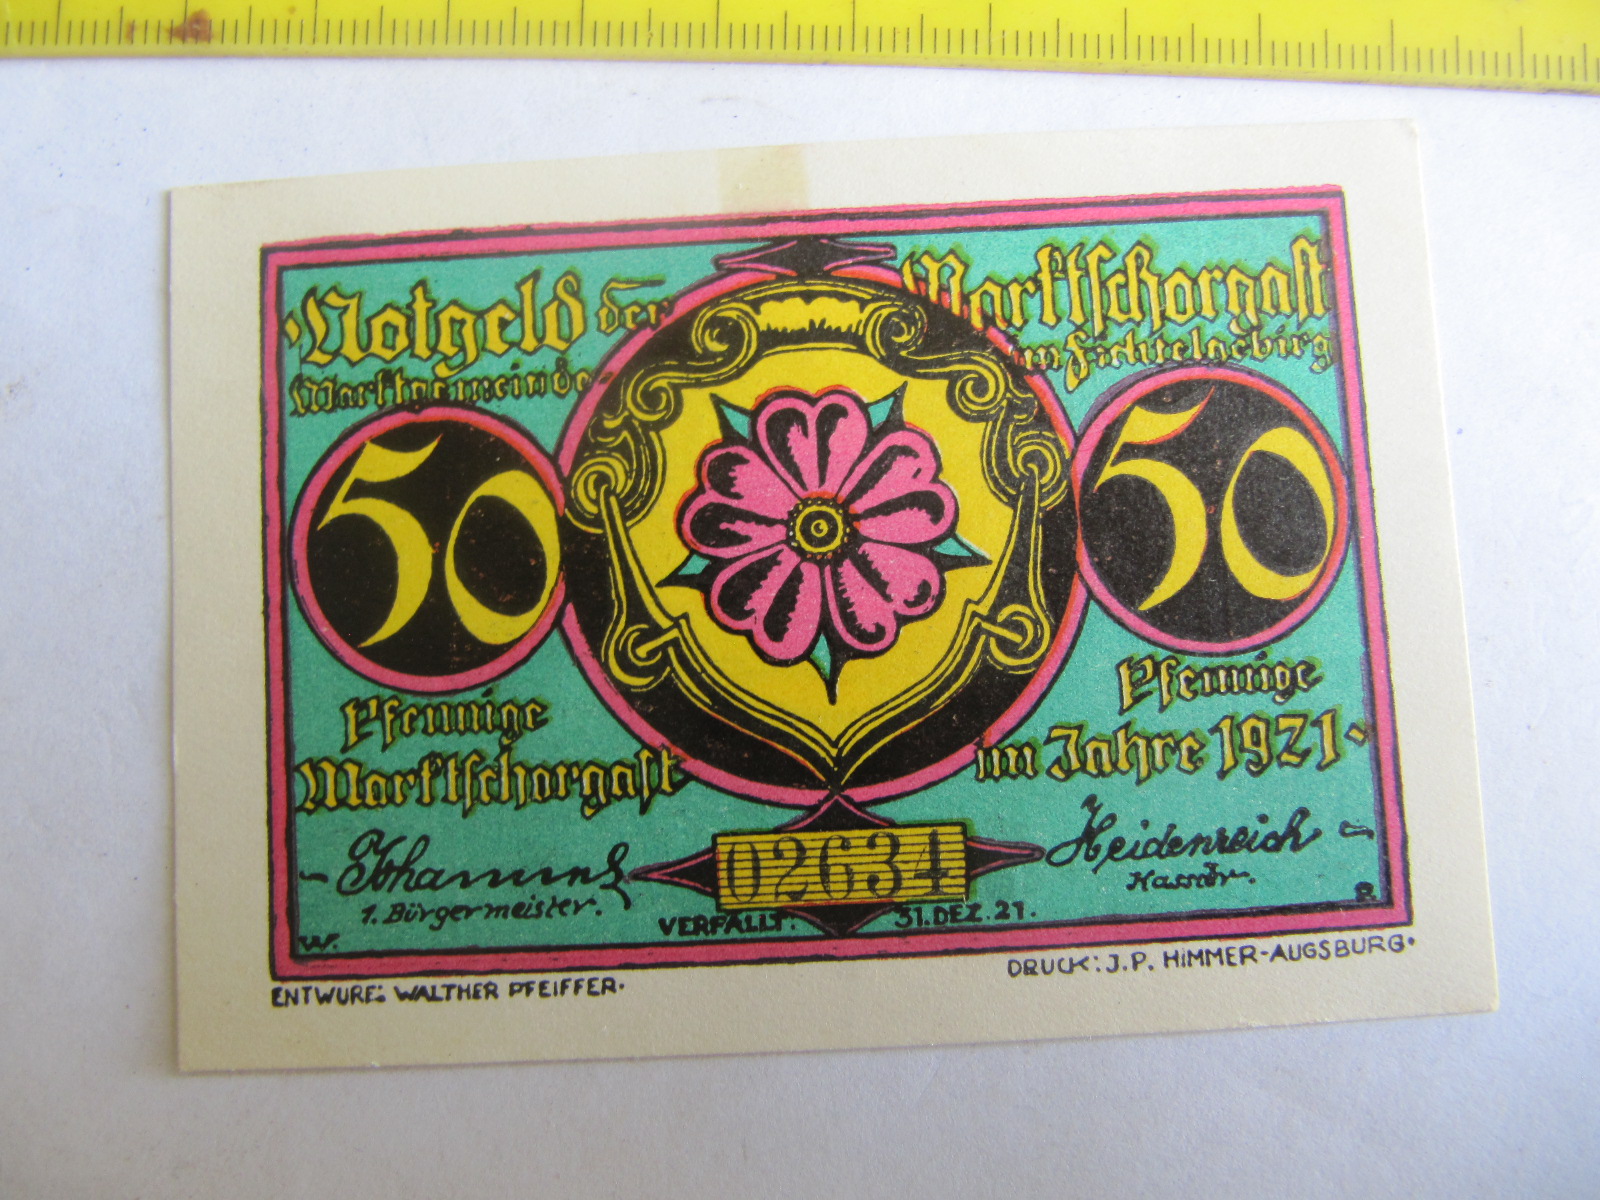 Notgeld der Marktschorgast
Marktgemeinde im Fichtelgebirg
50 50
Pfennige Pfennige
Marktschorgast im Jahre 1921.
Johannes Heidenreich
1. Bürgermeister. Kassier.
02634
VERFÄLLT: 31.DEZ.21.
W. P.
ENTWURF: WALTHER PFEIFFER. DRUCK: J.P. HIMMER-AUGSBURG.